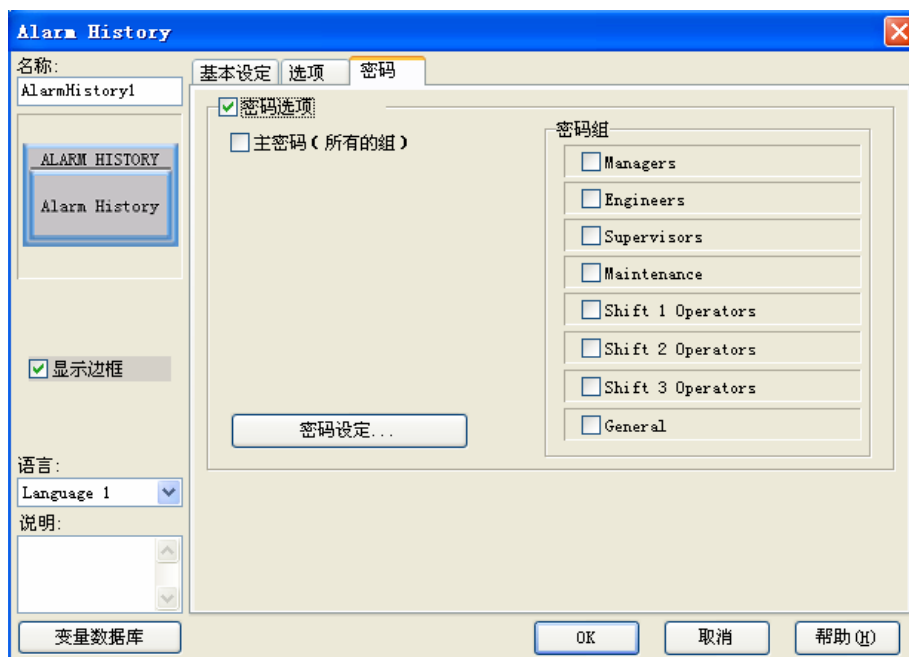 Alarm History
名称:
AlarmHistory1
ALARM HISTORY
Alarm History
显示边框
语言:
Language 1
说明:
变量数据库
基本设定 选项 密码
密码选项
主密码(所有的组)
密码设定...
密码组
Managers
Engineers
Supervisors
Maintenance
Shift 1 Operators
Shift 2 Operators
Shift 3 Operators
General
OK 取消 帮助(H)